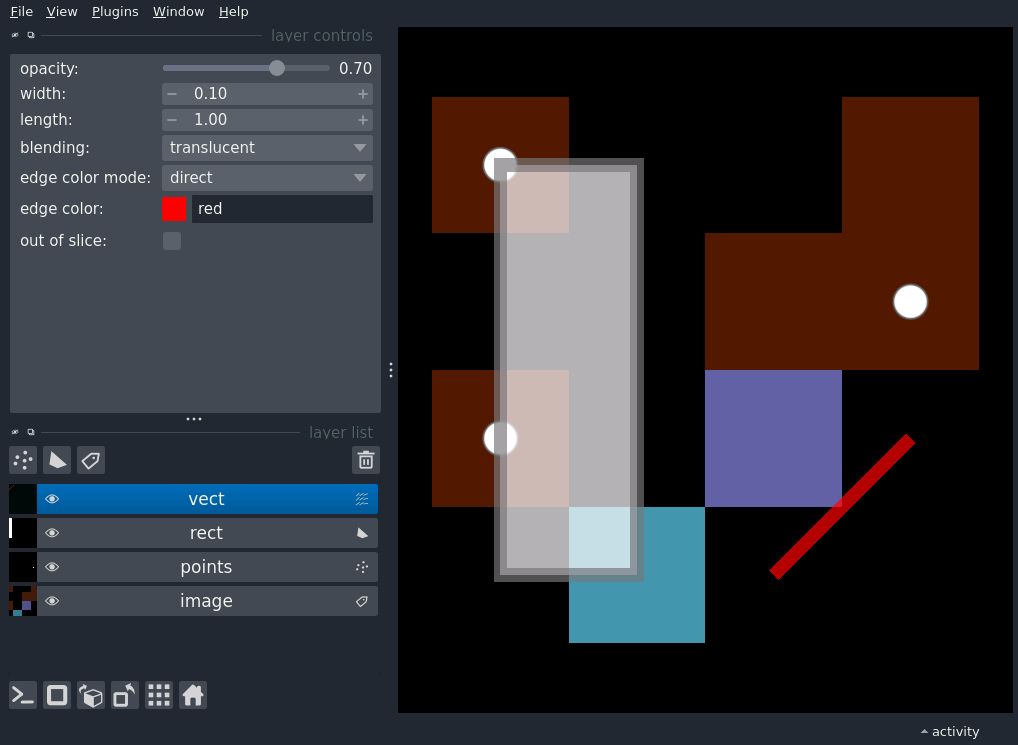 File View Plugins Window Help
layer controls
opacity: 0.70
width: 0.10
length: 1.00
blending: translucent
edge color mode: direct
edge color: red
out of slice:
layer list
vect
rect
points
image
activity